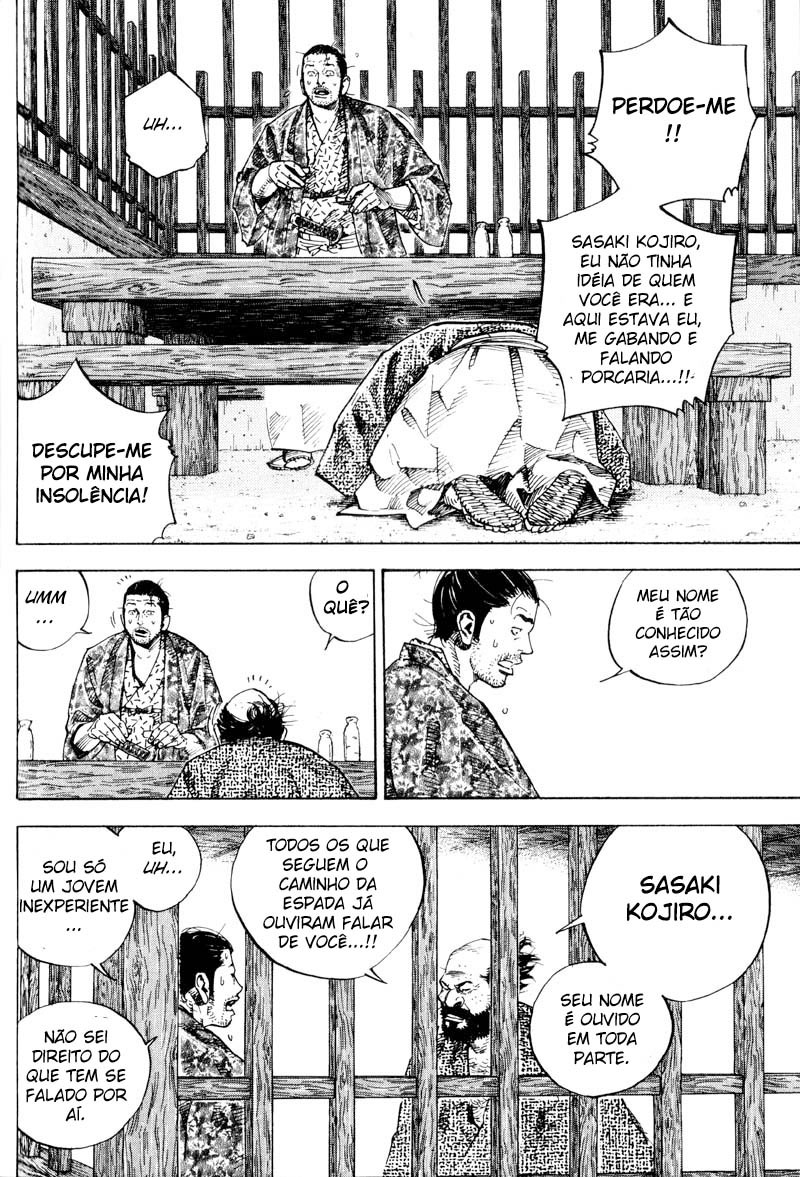 PERDOE-ME
!!
SASAKI KOJIRO,
EU NÃO TINHA
IDÉIA DE QUEM
VOCÊ ERA... E
AQUI ESTAVA EU,
ME GABANDO E
FALANDO
PORCARIA...!!
UH...
DESCUPE-ME
POR MINHA
INSOLÊNCIA!
MEU NOME
É TÃO
CONHECIDO
ASSIM?
O
QUÊ?
UMM
...
SASAKI
KOJIRO...
SEU NOME
É OUVIDO
EM TODA
PARTE.
TODOS OS QUE
SEGUEM O
CAMINHO DA
ESPADA JÁ
OUVIRAM FALAR
DE VOCÊ...!!
EU,
UH...
SOU SÓ
UM JOVEM
INEXPERIENTE
...
NÃO SEI
DIREITO DO
QUE TEM SE
FALADO POR
AÍ.